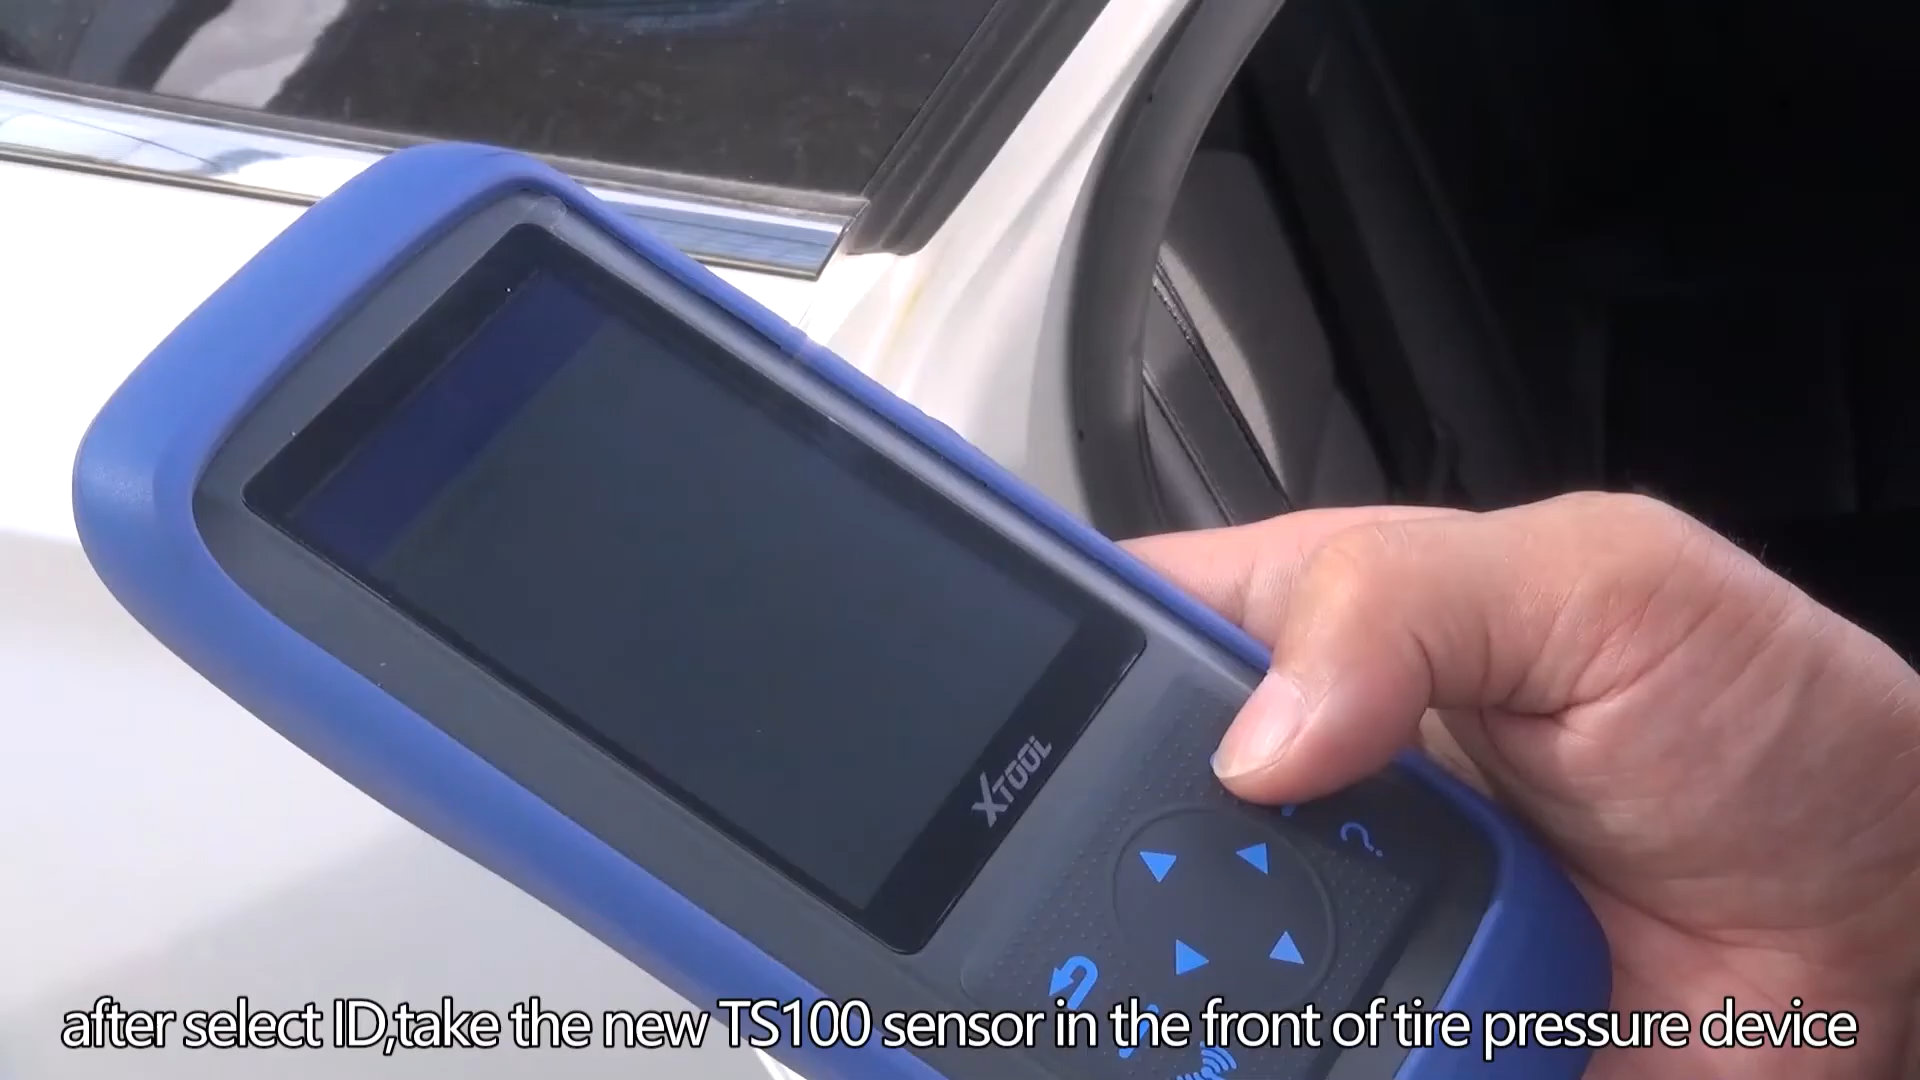 XTOOL
?
after select ID,take the new TS100 sensor in the front of tire pressure device